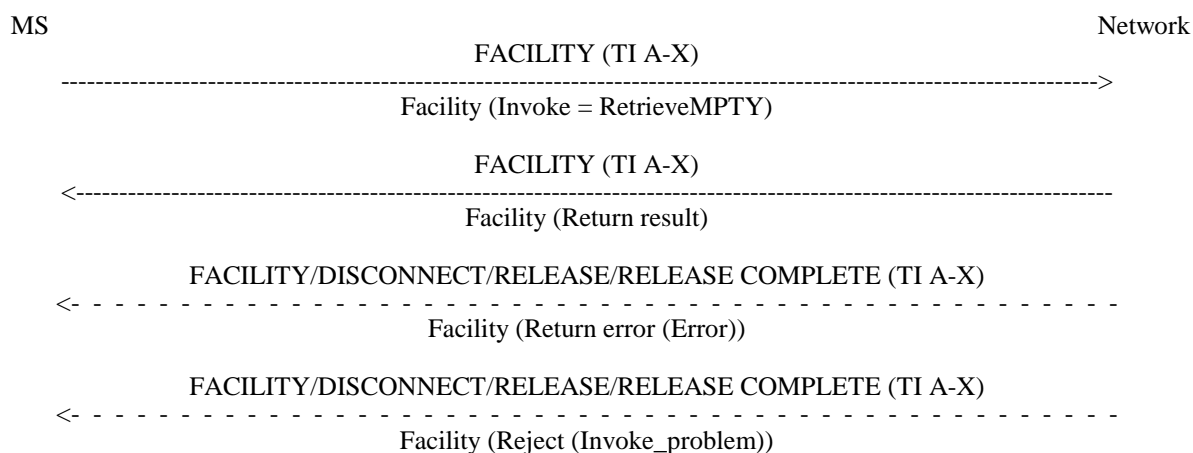 MS Network
FACILITY (TI A-X)
Facility (Invoke = RetrieveMPTY)
FACILITY (TI A-X)
Facility (Return result)
FACILITY/DISCONNECT/RELEASE/RELEASE COMPLETE (TI A-X)
Facility (Return error (Error))
FACILITY/DISCONNECT/RELEASE/RELEASE COMPLETE (TI A-X)
Facility (Reject (Invoke_problem))